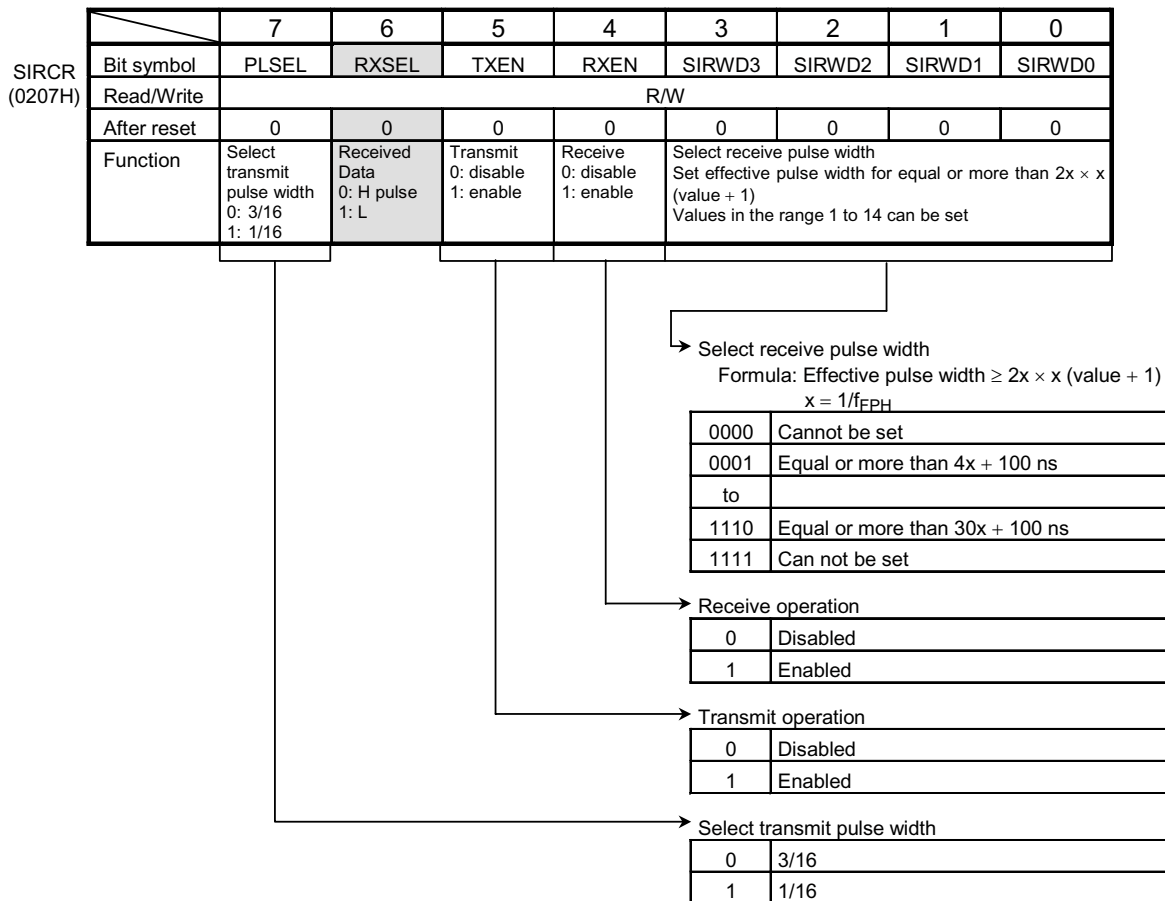 7 6 5 4 3 2 1 0
SIRCR
(0207H)
Bit symbol PLSEL RXSEL TXEN RXEN SIRWD3 SIRWD2 SIRWD1 SIRWD0
Read/Write R/W
After reset 0 0 0 0 0 0 0 0
Function
Select
transmit
pulse width
0: 3/16
1: 1/16
Received
Data
0: H pulse
1: L
Transmit
0: disable
1: enable
Receive
0: disable
1: enable
Select receive pulse width
Set effective pulse width for equal or more than 2x × x
(value + 1)
Values in the range 1 to 14 can be set
Select receive pulse width
Formula: Effective pulse width ≥ 2x × x (value + 1)
x = 1/fFPH
0000 Cannot be set
0001 Equal or more than 4x + 100 ns
to
1110 Equal or more than 30x + 100 ns
1111 Can not be set
Receive operation
0 Disabled
1 Enabled
Transmit operation
0 Disabled
1 Enabled
Select transmit pulse width
0 3/16
1 1/16